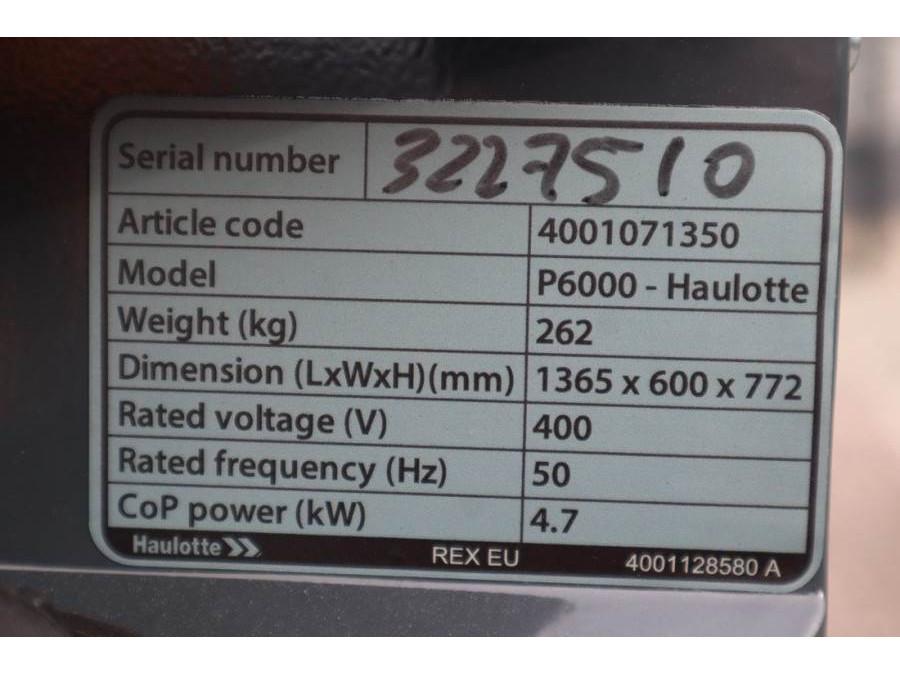 Serial number 3227510
Article code 4001071350
Model P6000 - Haulotte
Weight (kg) 262
Dimension (LxWxH)(mm) 1365 x 600 x 772
Rated voltage (V) 400
Rated frequency (Hz) 50
CoP power (kW) 4.7
Haulotte REX EU 4001128580 A